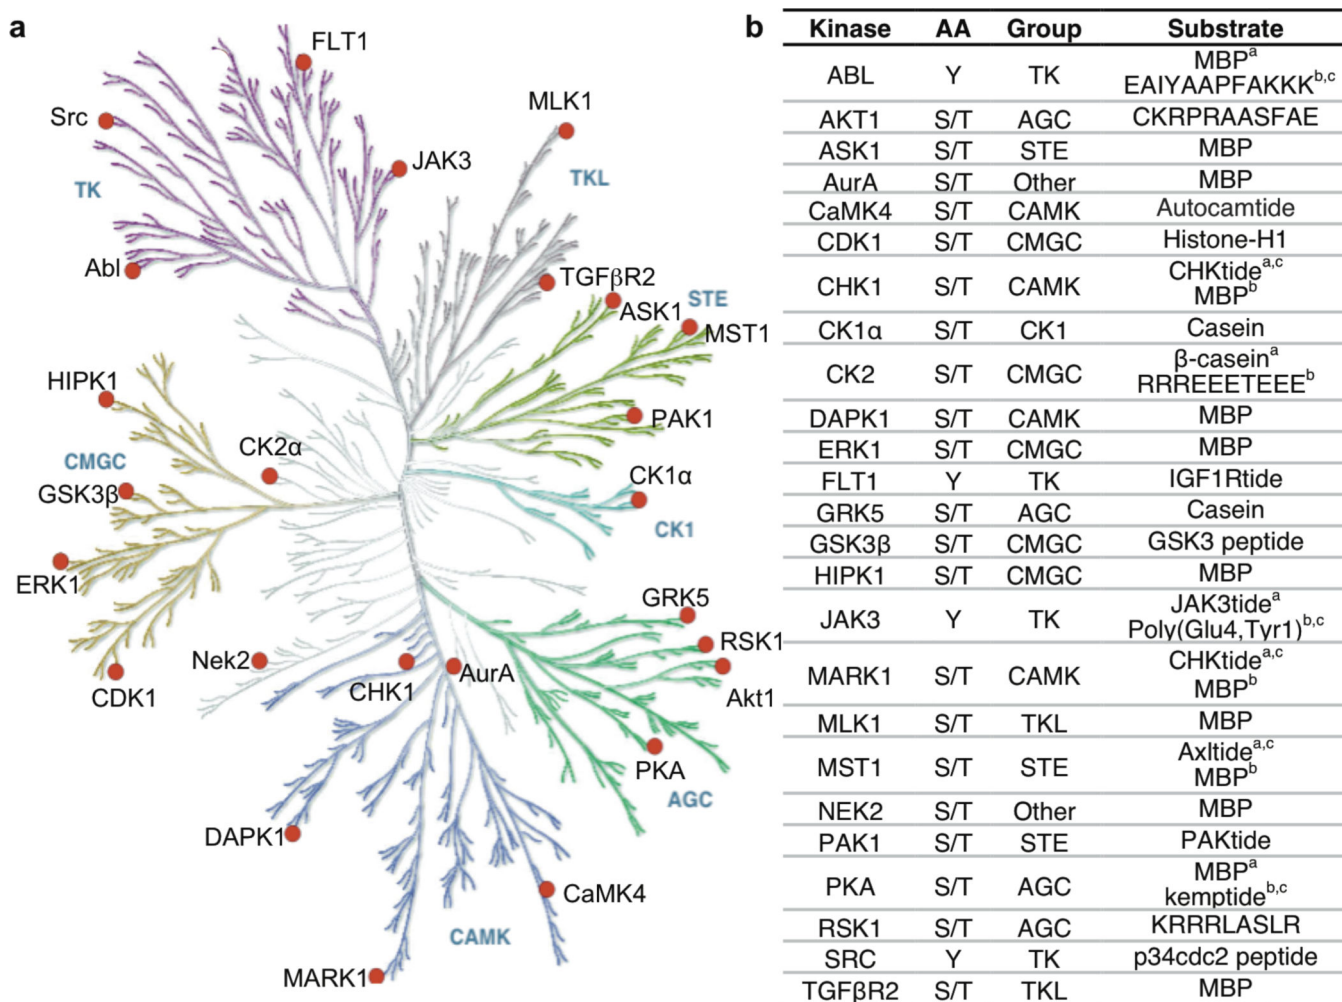 a
FLT1
MLK1
Src
JAK3
TK
TKL
Abl
TGFβR2
ASK1
STE
MST1
HIPK1
PAK1
CK2α
CMGC
GSK3β
CK1α
CK1
ERK1
GRK5
RSK1
Nek2
CHK1
AurA
Akt1
CDK1
PKA
AGC
DAPK1
CaMK4
CAMK
MARK1
b
Kinase AA Group Substrate
ABL Y TK MBPᵃ
EAIYAAPFAKKKᵇ,ᶜ
AKT1 S/T AGC CKRPRAASFAE
ASK1 S/T STE MBP
AurA S/T Other MBP
CaMK4 S/T CAMK Autocamtide
CDK1 S/T CMGC Histone-H1
CHK1 S/T CAMK CHKtideᵃ,ᶜ
MBPᵇ
CK1α S/T CK1 Casein
CK2 S/T CMGC β-caseinᵃ
RRREEETEEEᵇ
DAPK1 S/T CAMK MBP
ERK1 S/T CMGC MBP
FLT1 Y TK IGF1Rtide
GRK5 S/T AGC Casein
GSK3β S/T CMGC GSK3 peptide
HIPK1 S/T CMGC MBP
JAK3 Y TK JAK3tideᵃ
Poly(Glu4,Tyr1)ᵇ,ᶜ
MARK1 S/T CAMK CHKtideᵃ,ᶜ
MBPᵇ
MLK1 S/T TKL MBP
MST1 S/T STE Axltideᵃ,ᶜ
MBPᵇ
NEK2 S/T Other MBP
PAK1 S/T STE PAKtide
PKA S/T AGC MBPᵃ
kemptideᵇ,ᶜ
RSK1 S/T AGC KRRRLASLR
SRC Y TK p34cdc2 peptide
TGFβR2 S/T TKL MBP